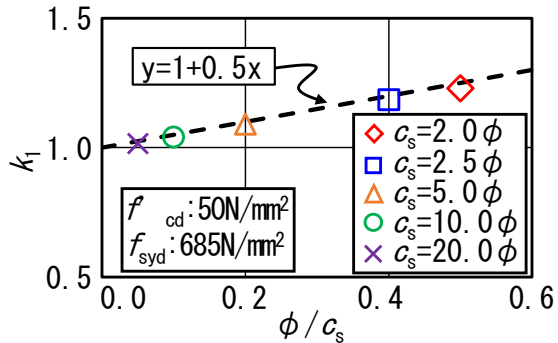 1.5
y=1+0.5x
k₁
1.0
c_s=2.0φ
c_s=2.5φ
c_s=5.0φ
c_s=10.0φ
c_s=20.0φ
f'_cd:50N/mm²
f_syd:685N/mm²
0.5
0.0 0.2 0.4 0.6
φ/c_s